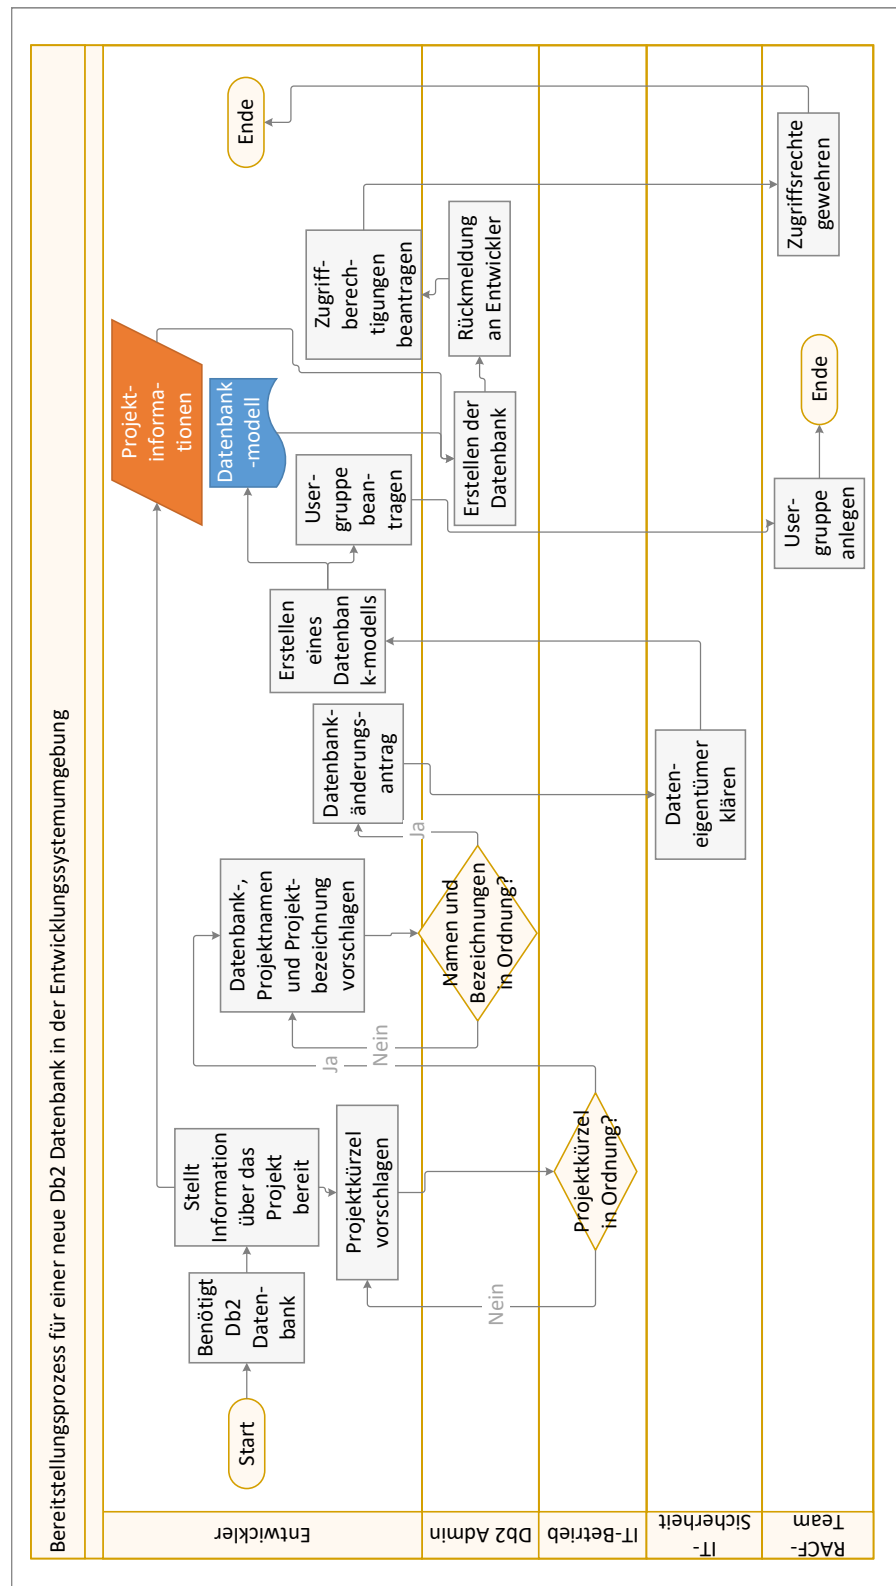 Bereitstellungsprozess für einer neue Db2 Datenbank in der Entwicklungssystemumgebung
Entwickler
Start
Benötigt
Db2
Daten-
bank
Stellt
Information
über das
Projekt
bereit
Projektkürzel
vorschlagen
Nein
Ja
Datenbank-,
Projektnamen
und Projekt-
bezeichnung
vorschlagen
Nein
Ja
Datenbank-
änderungs-
antrag
Erstellen
eines
Datenban
k-modells
User-
gruppe
bean-
tragen
Projekt-
informa-
tionen
Datenbank
-modell
Zugriff-
berech-
tigungen
beantragen
Ende
Db2 Admin
Namen und
Bezeichnungen
in Ordnung?
Erstellen der
Datenbank
Rückmeldung
an Entwickler
IT-Betrieb
Projektkürzel
in Ordnung?
IT-
Sicherheit
Daten-
eigentümer
klären
RACF-
Team
User-
gruppe
anlegen
Ende
Zugriffsrechte
gewehren